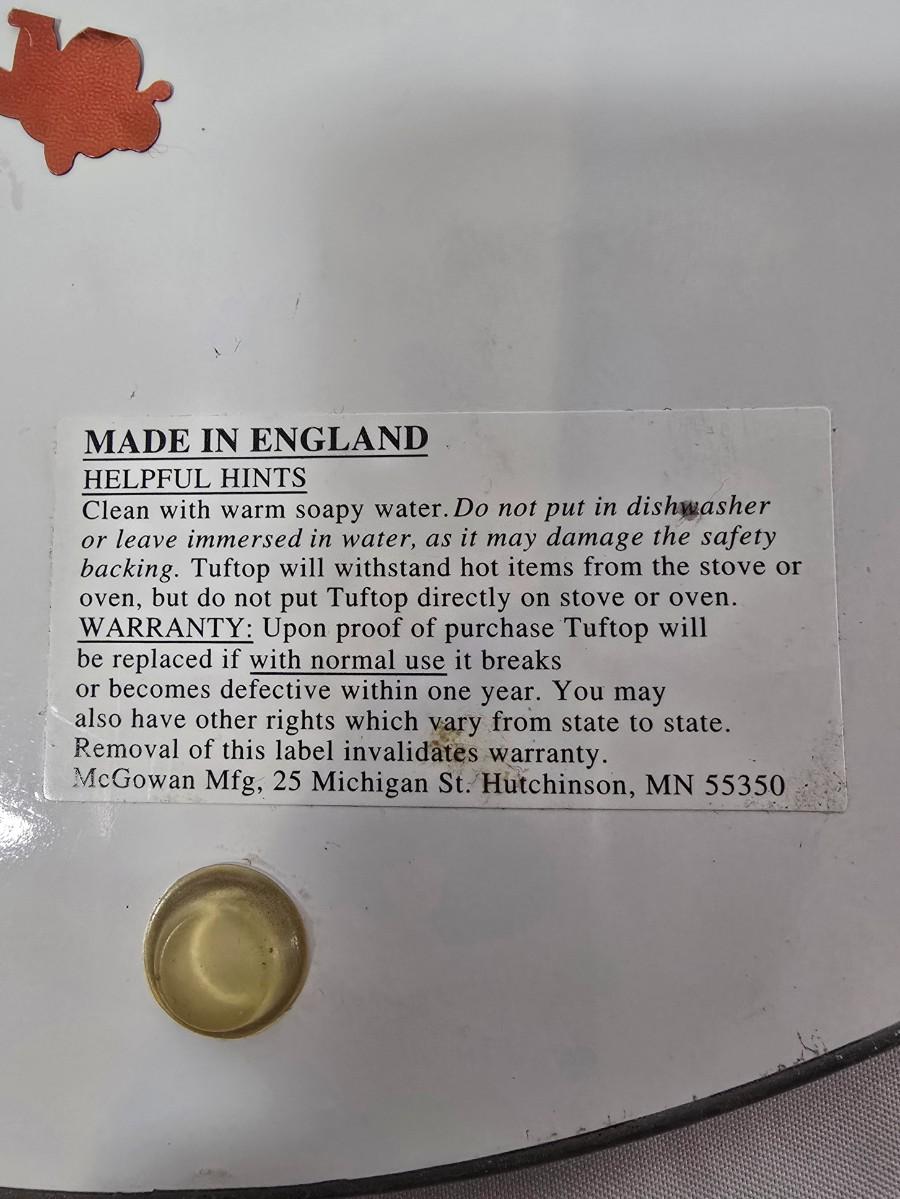 MADE IN ENGLAND
HELPFUL HINTS
Clean with warm soapy water. Do not put in dishwasher
or leave immersed in water, as it may damage the safety
backing. Tuftop will withstand hot items from the stove or
oven, but do not put Tuftop directly on stove or oven.
WARRANTY: Upon proof of purchase Tuftop will
be replaced if with normal use it breaks
or becomes defective within one year. You may
also have other rights which vary from state to state.
Removal of this label invalidates warranty.
McGowan Mfg, 25 Michigan St. Hutchinson, MN 55350